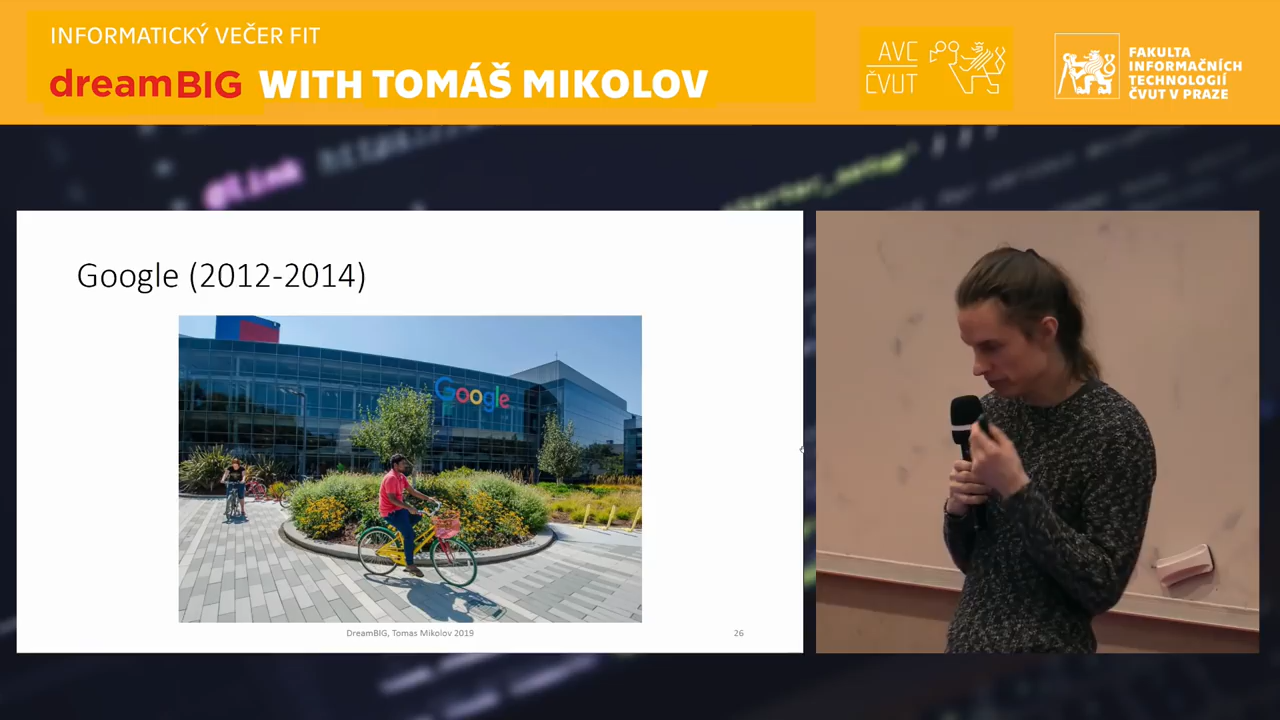 INFORMATICKÝ VEČER FIT
dreamBIG WITH TOMÁŠ MIKOLOV
AVC
ČVUT
FAKULTA
INFORMAČNÍCH
TECHNOLOGIÍ
ČVUT V PRAZE
@link
Google (2012-2014)
Google
DreamBIG, Tomas Mikolov 2019
26